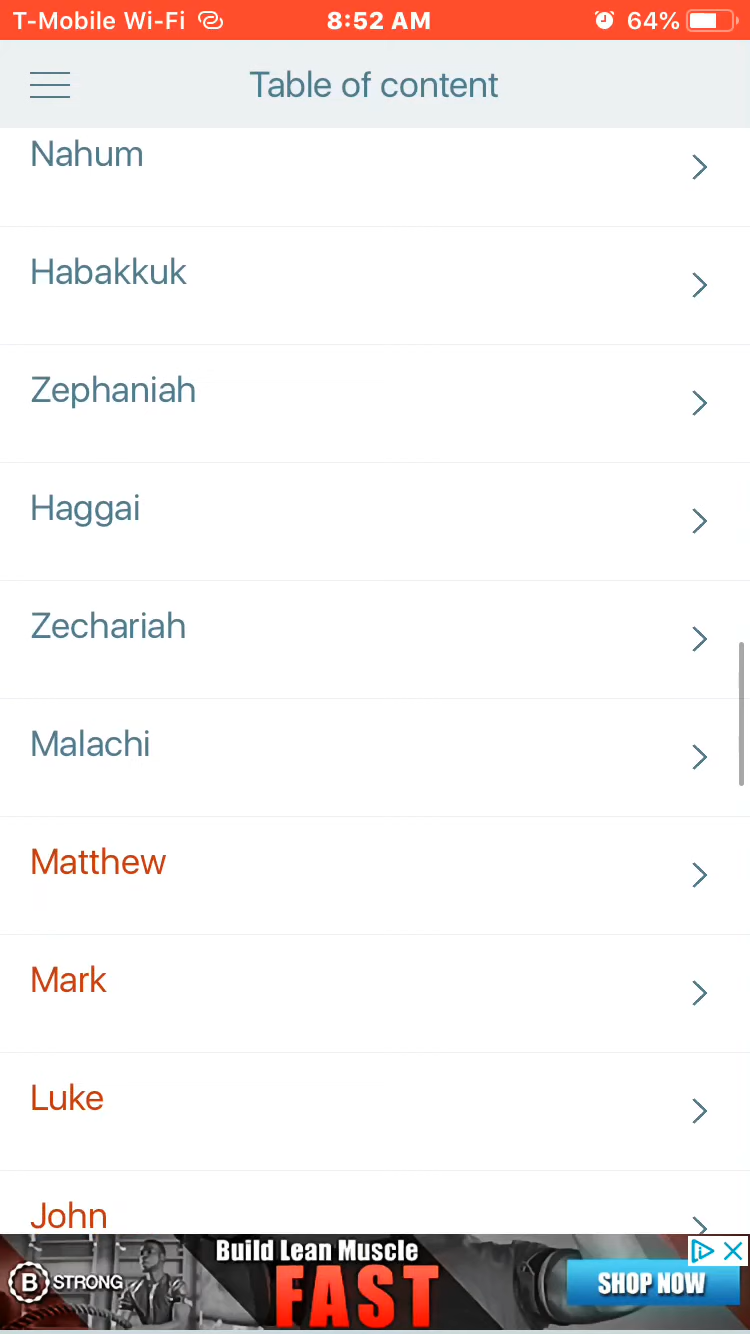 T-Mobile Wi-Fi 8:52 AM 64%
Table of content
Nahum
Habakkuk
Zephaniah
Haggai
Zechariah
Malachi
Matthew
Mark
Luke
John
Build Lean Muscle
FAST
B STRONG
SHOP NOW